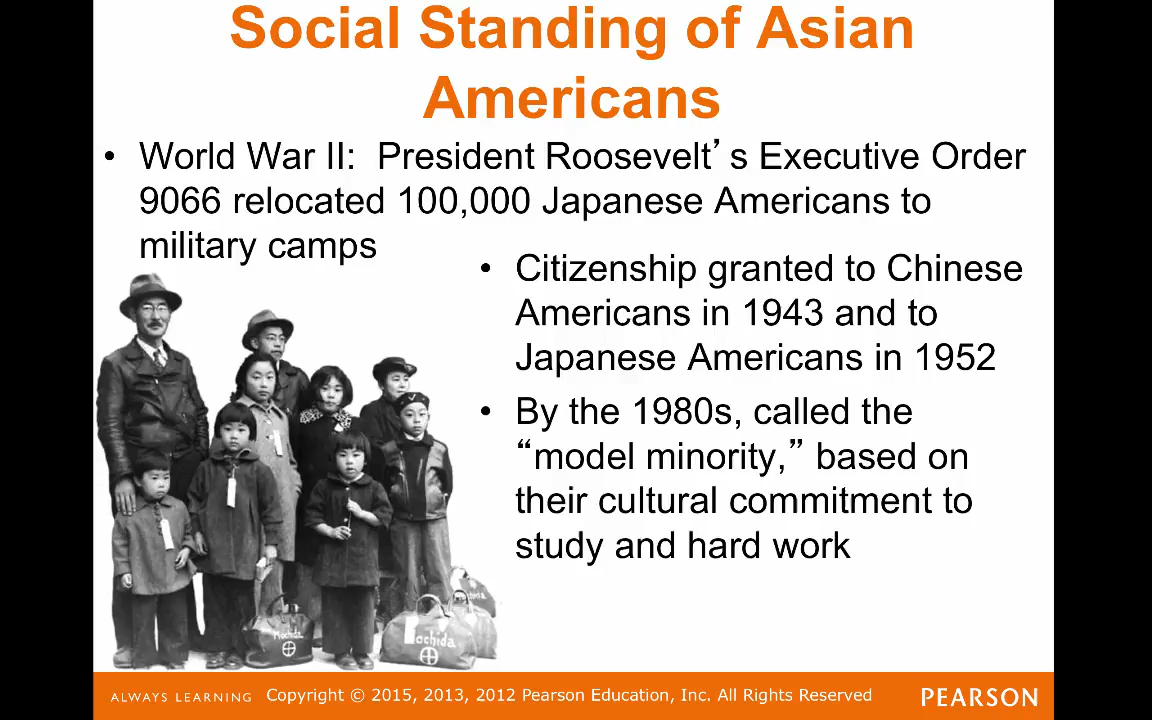 Social Standing of Asian
Americans
• World War II: President Roosevelt’s Executive Order
9066 relocated 100,000 Japanese Americans to
military camps
• Citizenship granted to Chinese
Americans in 1943 and to
Japanese Americans in 1952
• By the 1980s, called the
“model minority,” based on
their cultural commitment to
study and hard work
Mochida
Mochida
ALWAYS LEARNING Copyright © 2015, 2013, 2012 Pearson Education, Inc. All Rights Reserved PEARSON